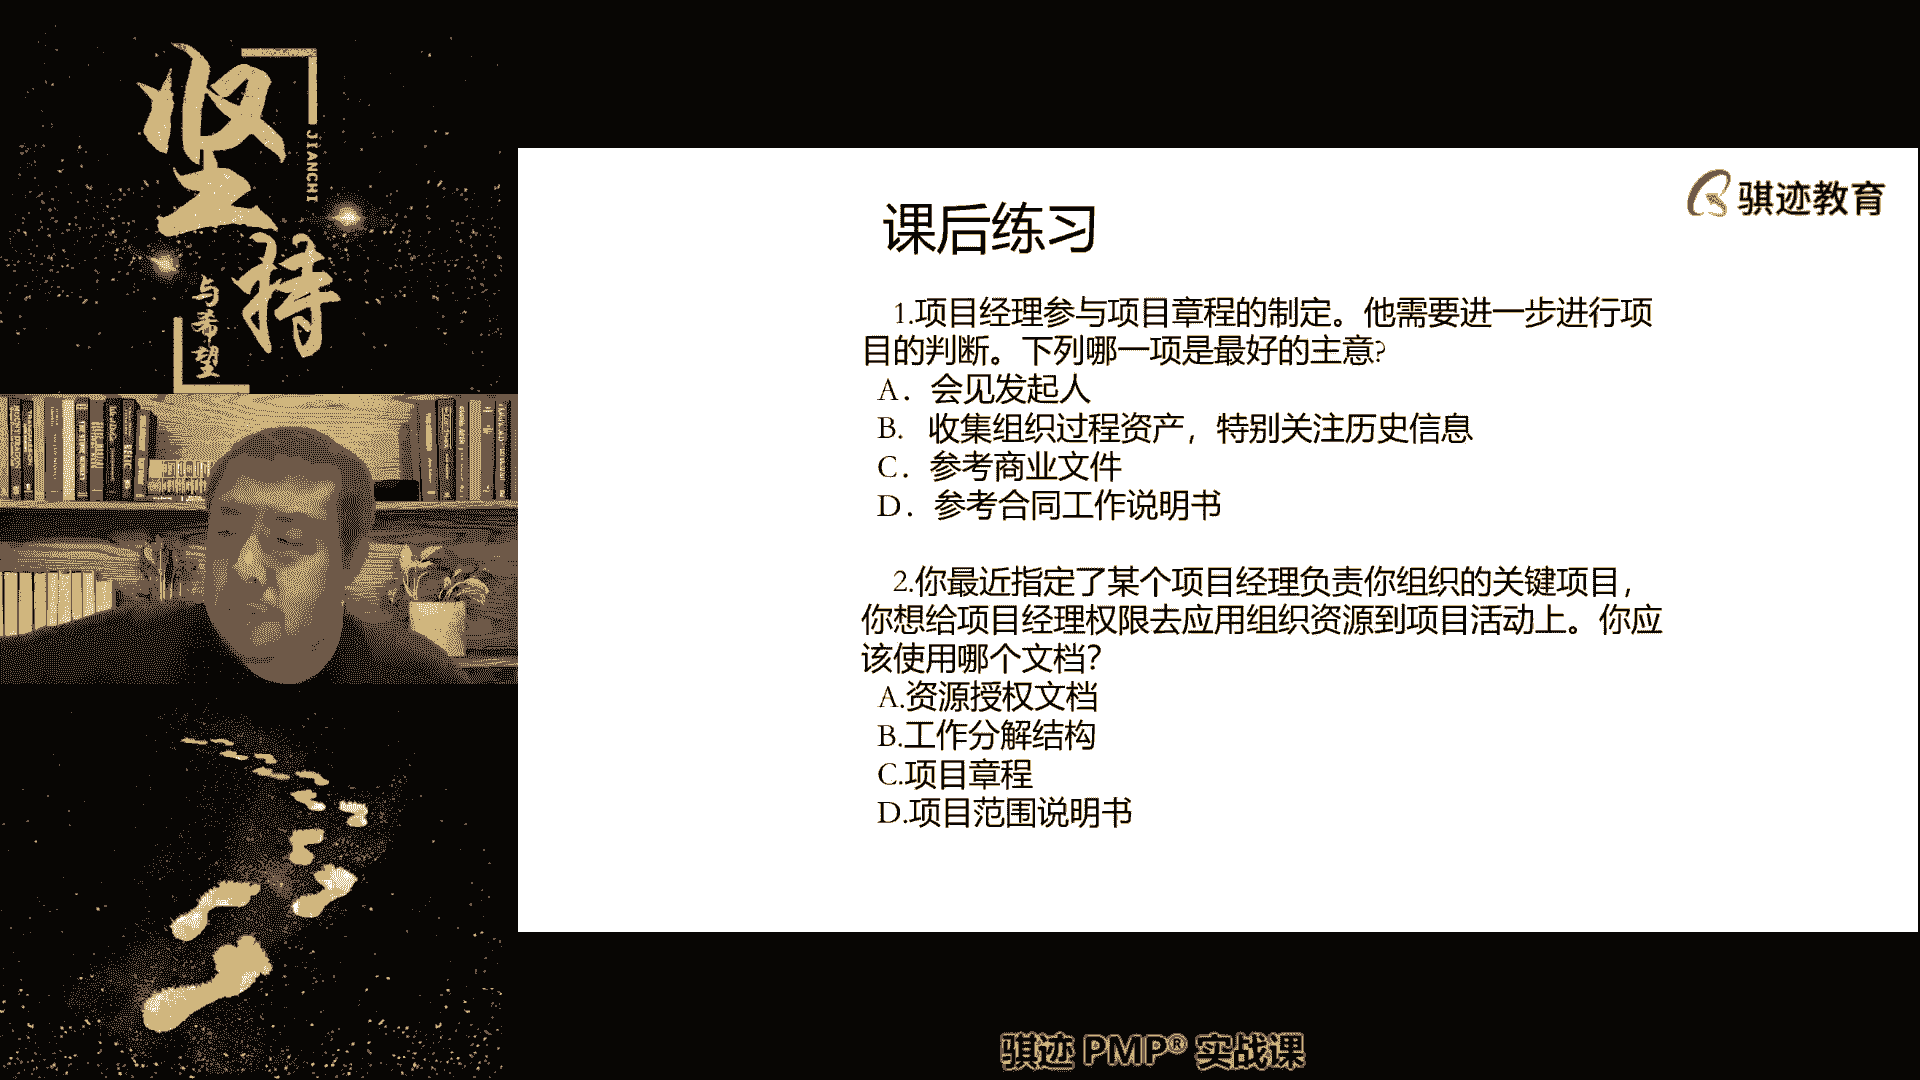 坚持
JIANCHI
与希望
骐迹教育
课后练习
1.项目经理参与项目章程的制定。他需要进一步进行项
目的判断。下列哪一项是最好的主意?
A．会见发起人
B. 收集组织过程资产，特别关注历史信息
C．参考商业文件
D．参考合同工作说明书
2.你最近指定了某个项目经理负责你组织的关键项目，
你想给项目经理权限去应用组织资源到项目活动上。你应
该使用哪个文档？
A.资源授权文档
B.工作分解结构
C.项目章程
D.项目范围说明书
骐迹 PMP® 实战课